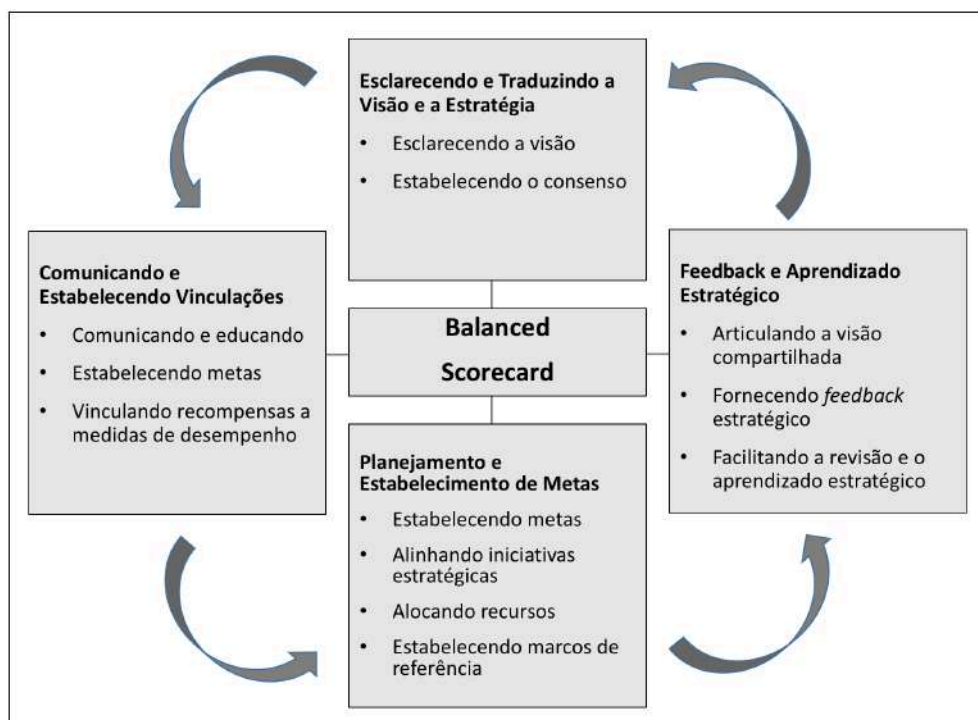 Esclarecendo e Traduzindo a
Visão e a Estratégia
• Esclarecendo a visão
• Estabelecendo o consenso
Comunicando e
Estabelecendo Vinculações
• Comunicando e educando
• Estabelecendo metas
• Vinculando recompensas a
medidas de desempenho
Balanced
Scorecard
Feedback e Aprendizado
Estratégico
• Articulando a visão
compartilhada
• Fornecendo feedback
estratégico
• Facilitando a revisão e o
aprendizado estratégico
Planejamento e
Estabelecimento de Metas
• Estabelecendo metas
• Alinhando iniciativas
estratégicas
• Alocando recursos
• Estabelecendo marcos de
referência